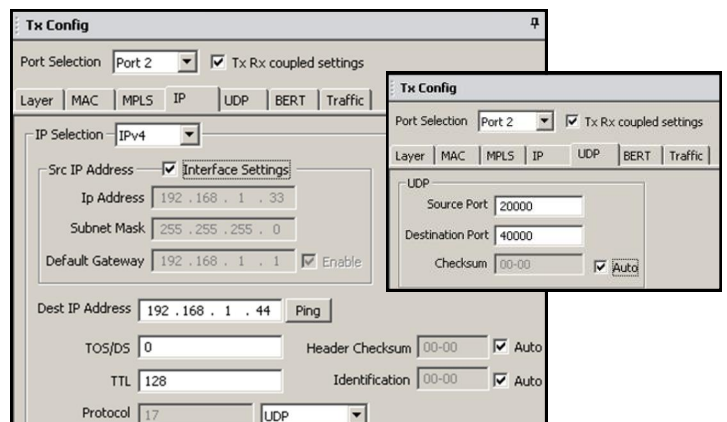 Tx Config
Port Selection Port 2 Tx Rx coupled settings
Layer MAC MPLS IP UDP BERT Traffic
IP Selection IPv4
Src IP Address Interface Settings
Ip Address 192 . 168 . 1 . 33
Subnet Mask 255 . 255 . 255 . 0
Default Gateway 192 . 168 . 1 . 1 Enable
Dest IP Address 192 . 168 . 1 . 44 Ping
TOS/DS 0 Header Checksum 00-00 Auto
TTL 128 Identification 00-00 Auto
Protocol 17 UDP
Tx Config
Port Selection Port 2 Tx Rx coupled settings
Layer MAC MPLS IP UDP BERT Traffic
UDP
Source Port 20000
Destination Port 40000
Checksum 00-00 Auto